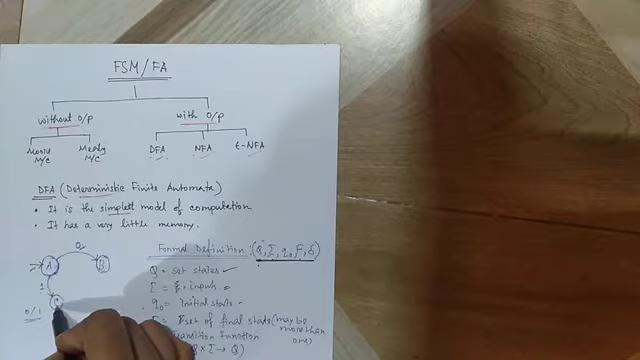 FSM/FA
without O/P
with O/P
Moore M/C
Mealy M/C
DFA
NFA
ε-NFA
DFA (Deterministic Finite Automata)
• It is the simplest model of computation
• It has a very little memory.
A
B
0/1
Formal Definition: (Q, Σ, q₀, F, δ)
Q = set states
Σ = inputs
q₀ = Initial state
set of final state (may be more than one)
Transition Function
Q × Σ → Q)